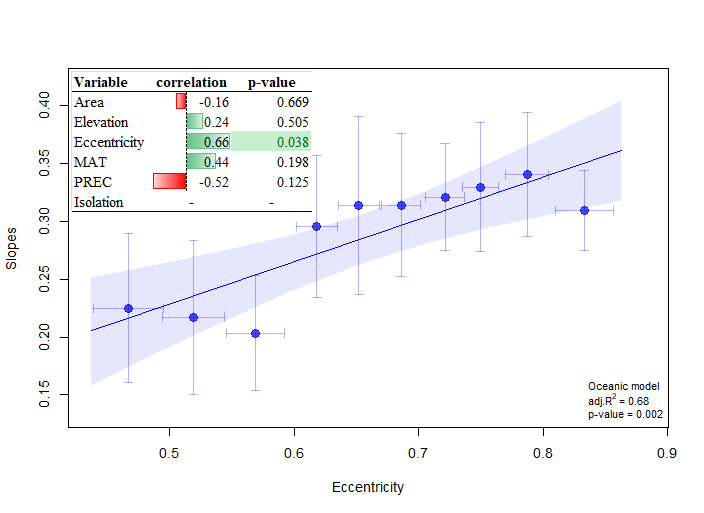 Variable correlation p-value
Area -0.16 0.669
Elevation 0.24 0.505
Eccentricity 0.66 0.038
MAT 0.44 0.198
PREC -0.52 0.125
Isolation - -
Slopes
0.40
0.35
0.30
0.25
0.20
0.15
Oceanic model
adj.R² = 0.68
p-value = 0.002
0.5 0.6 0.7 0.8 0.9
Eccentricity